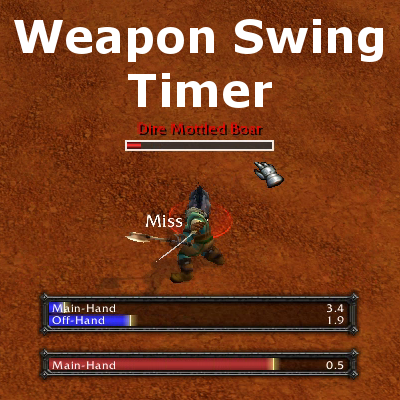 Weapon Swing
Timer
Dire Mottled Boar
Miss
Main-Hand 3.4
Off-Hand 1.9
Main-Hand 0.5